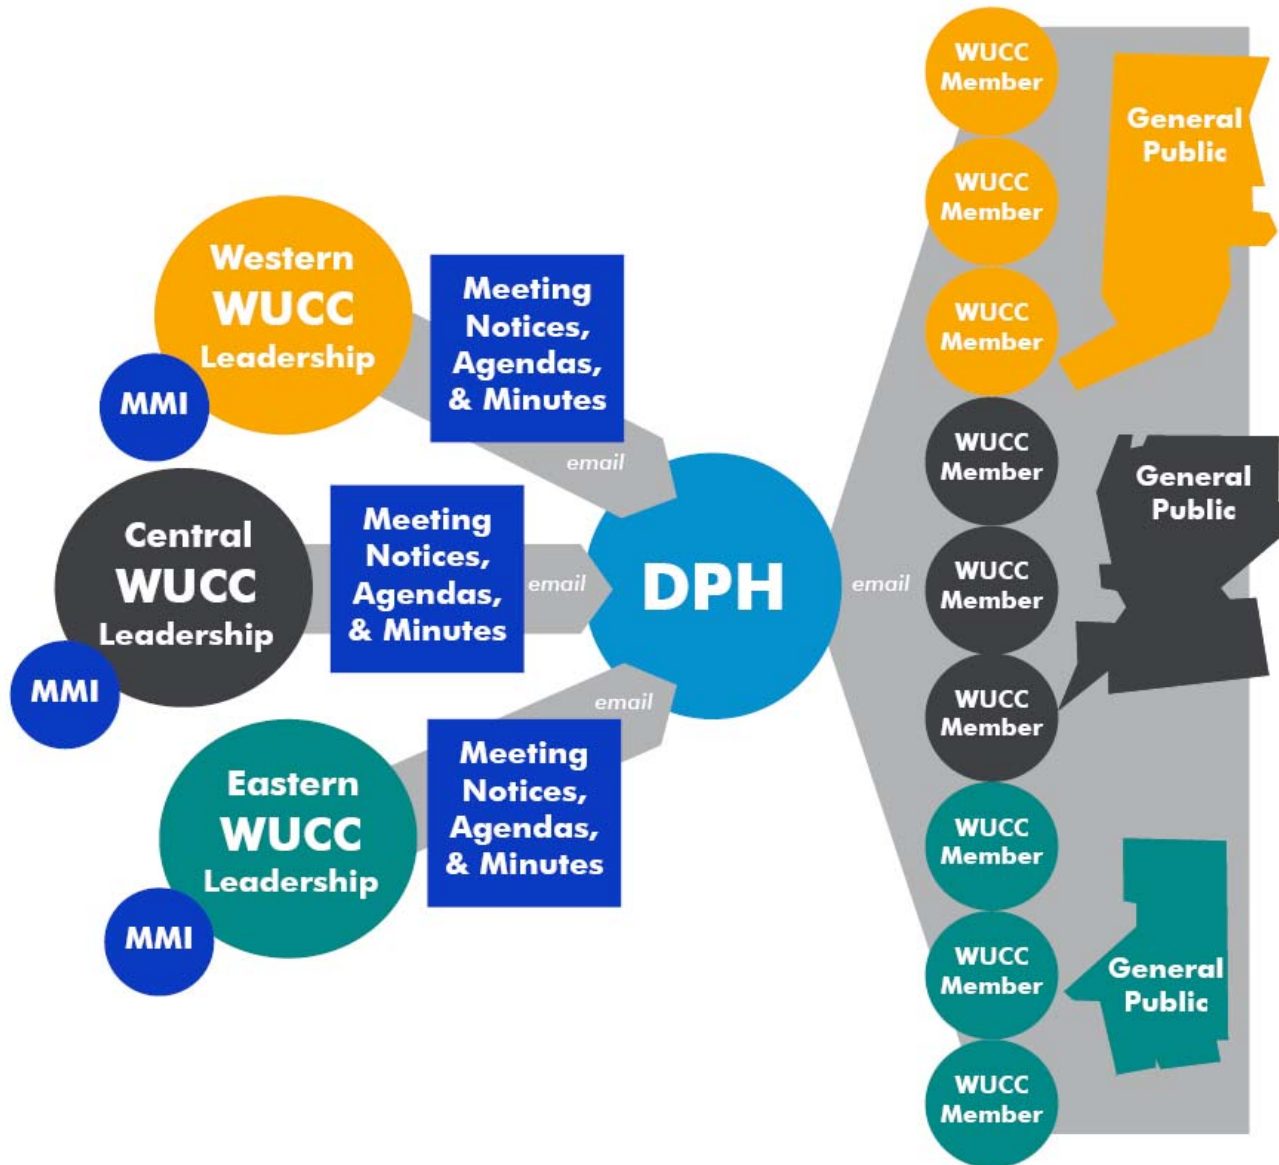 Western
WUCC
Leadership
MMI
Meeting
Notices,
Agendas,
& Minutes
email
Central
WUCC
Leadership
MMI
Meeting
Notices,
Agendas,
& Minutes
email
Eastern
WUCC
Leadership
MMI
Meeting
Notices,
Agendas,
& Minutes
email
DPH
email
WUCC
Member
WUCC
Member
WUCC
Member
General
Public
WUCC
Member
WUCC
Member
WUCC
Member
General
Public
WUCC
Member
WUCC
Member
WUCC
Member
General
Public